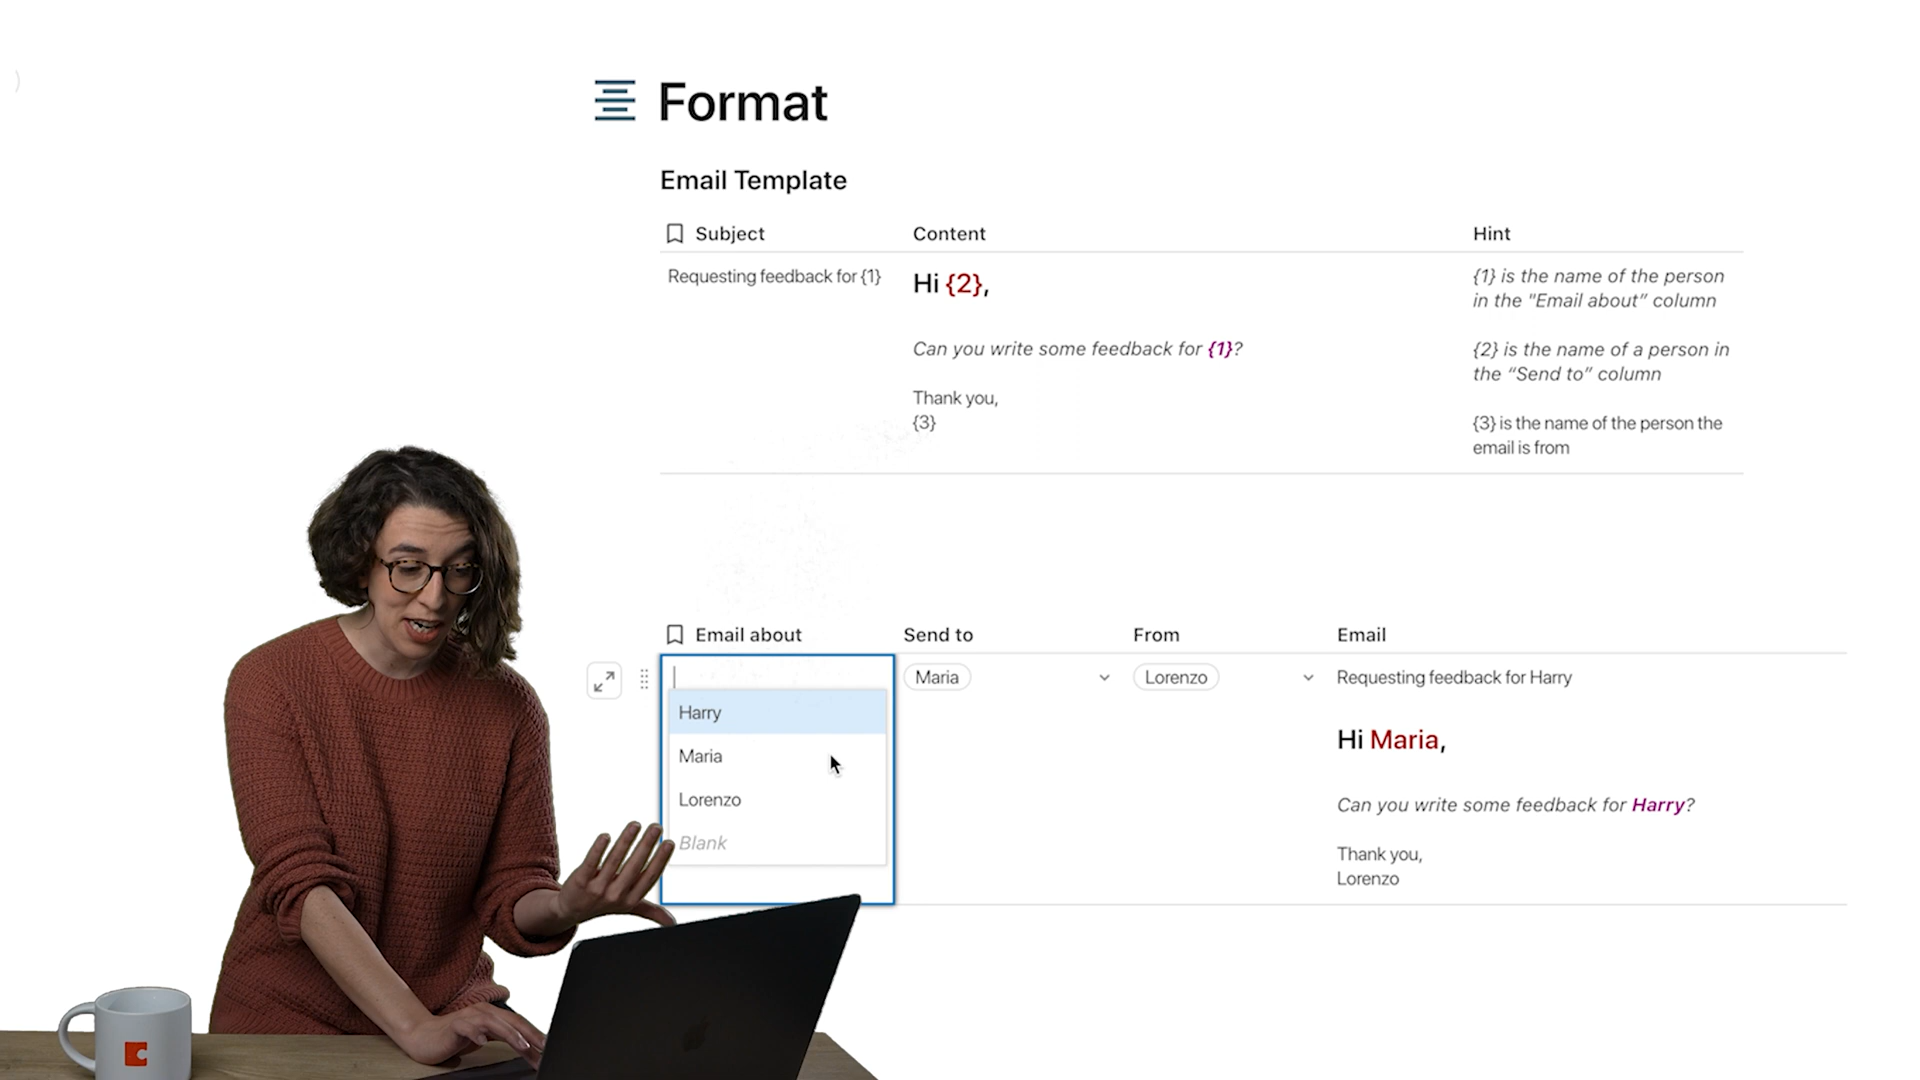 Format
Email Template
Subject Content Hint
Requesting feedback for {1}
Hi {2},
Can you write some feedback for {1}?
Thank you,
{3}
{1} is the name of the person
in the "Email about” column
{2} is the name of a person in
the “Send to” column
{3} is the name of the person the
email is from
Email about Send to From Email
Harry
Maria
Lorenzo
Blank
Maria
Lorenzo
Requesting feedback for Harry
Hi Maria,
Can you write some feedback for Harry?
Thank you,
Lorenzo